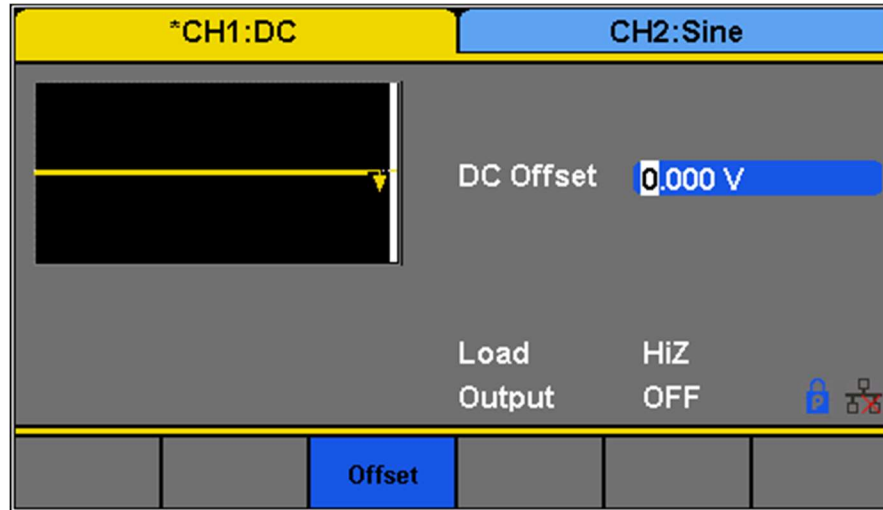 *CH1:DC CH2:Sine
DC Offset 0.000 V
Load HiZ
Output OFF P
Offset